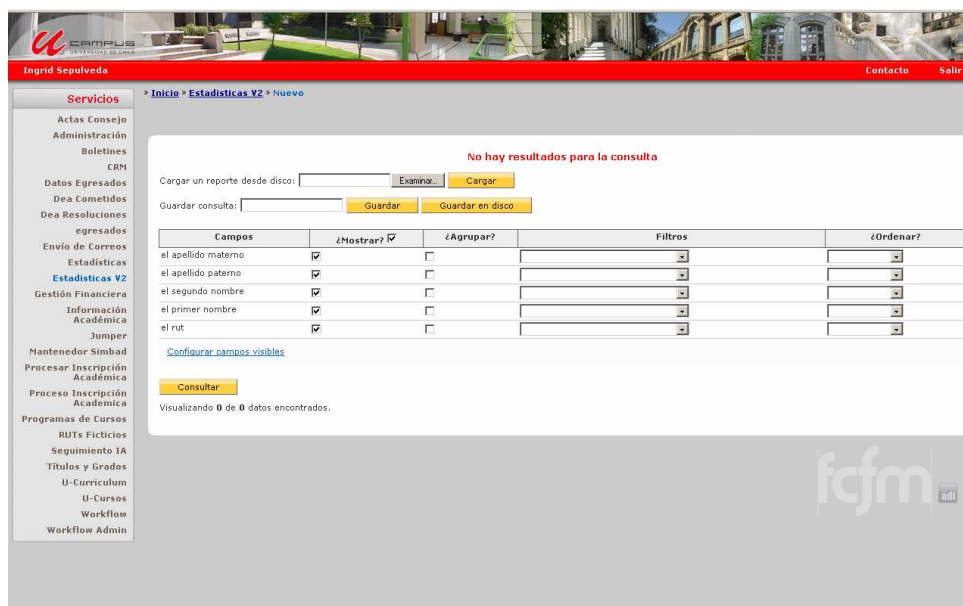 u CAMPUS
UNIVERSIDAD DE CHILE
Ingrid Sepulveda
Contacto
Salir
Servicios
Actas Consejo
Administración
Boletines
CRM
Datos Egresados
Dea Cometidos
Dea Resoluciones
egresados
Envío de Correos
Estadísticas
Estadisticas V2
Gestión Financiera
Información
Académica
Jumper
Mantenedor Simbad
Procesar Inscripción
Académica
Proceso Inscripción
Academica
Programas de Cursos
RUTs Ficticios
Seguimiento IA
Títulos y Grados
U-Curriculum
U-Cursos
Workflow
Workflow Admin
» Inicio » Estadisticas V2 » Nuevo
No hay resultados para la consulta
Cargar un reporte desde disco: Examinar... Cargar
Guardar consulta: Guardar Guardar en disco
Campos ¿Mostrar? ¿Agrupar? Filtros ¿Ordenar?
el apellido materno
el apellido paterno
el segundo nombre
el primer nombre
el rut
Configurar campos visibles
Consultar
Visualizando 0 de 0 datos encontrados.
fcfm
adi